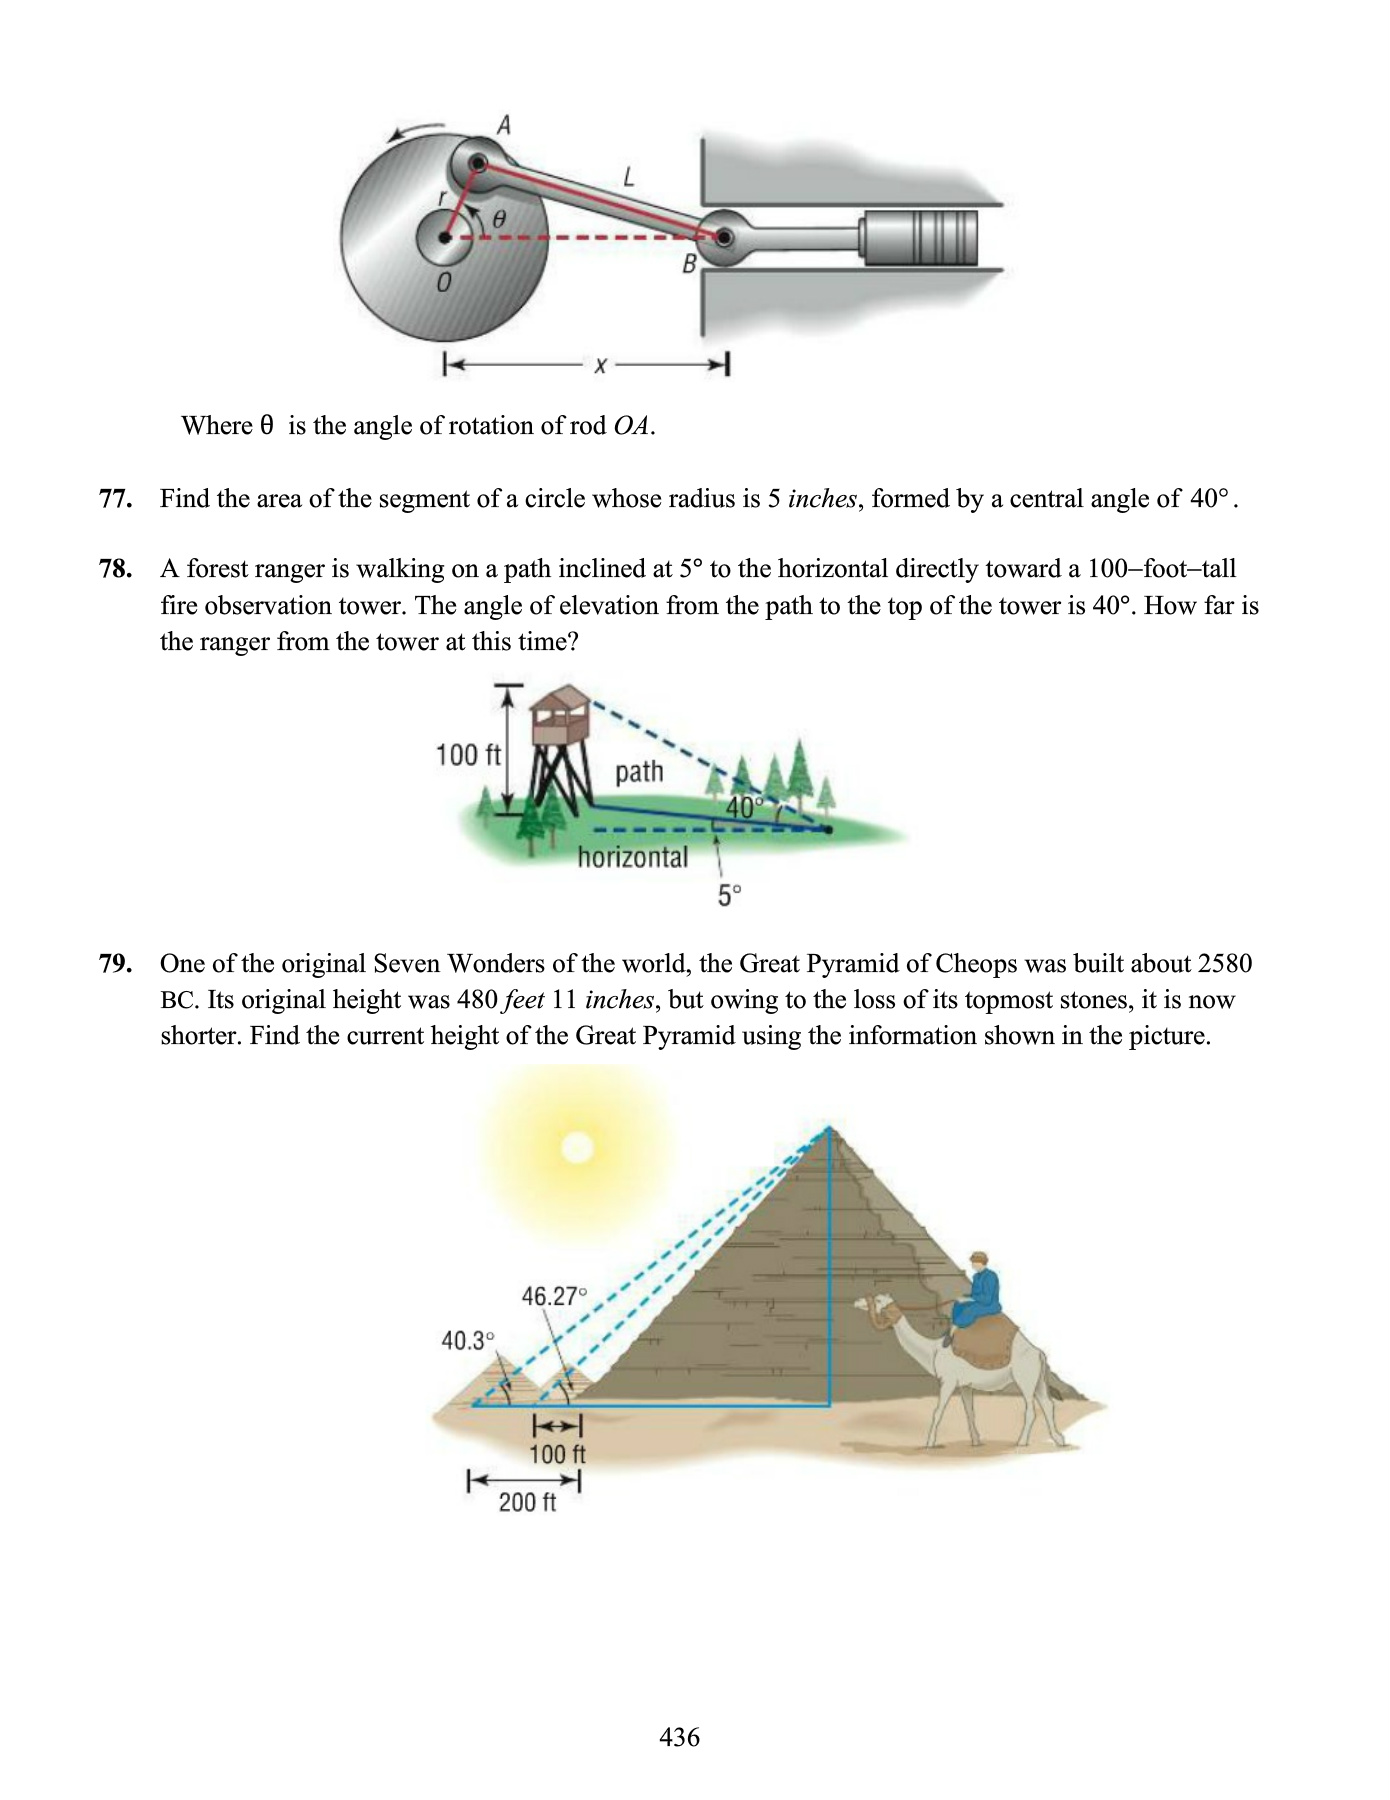 A
L
r
θ
B
O
x
Where θ is the angle of rotation of rod OA.
77. Find the area of the segment of a circle whose radius is 5 inches, formed by a central angle of 40°.
78. A forest ranger is walking on a path inclined at 5° to the horizontal directly toward a 100–foot–tall
fire observation tower. The angle of elevation from the path to the top of the tower is 40°. How far is
the ranger from the tower at this time?
100 ft
path
40°
horizontal
5°
79. One of the original Seven Wonders of the world, the Great Pyramid of Cheops was built about 2580
BC. Its original height was 480 feet 11 inches, but owing to the loss of its topmost stones, it is now
shorter. Find the current height of the Great Pyramid using the information shown in the picture.
46.27°
40.3°
100 ft
200 ft
436